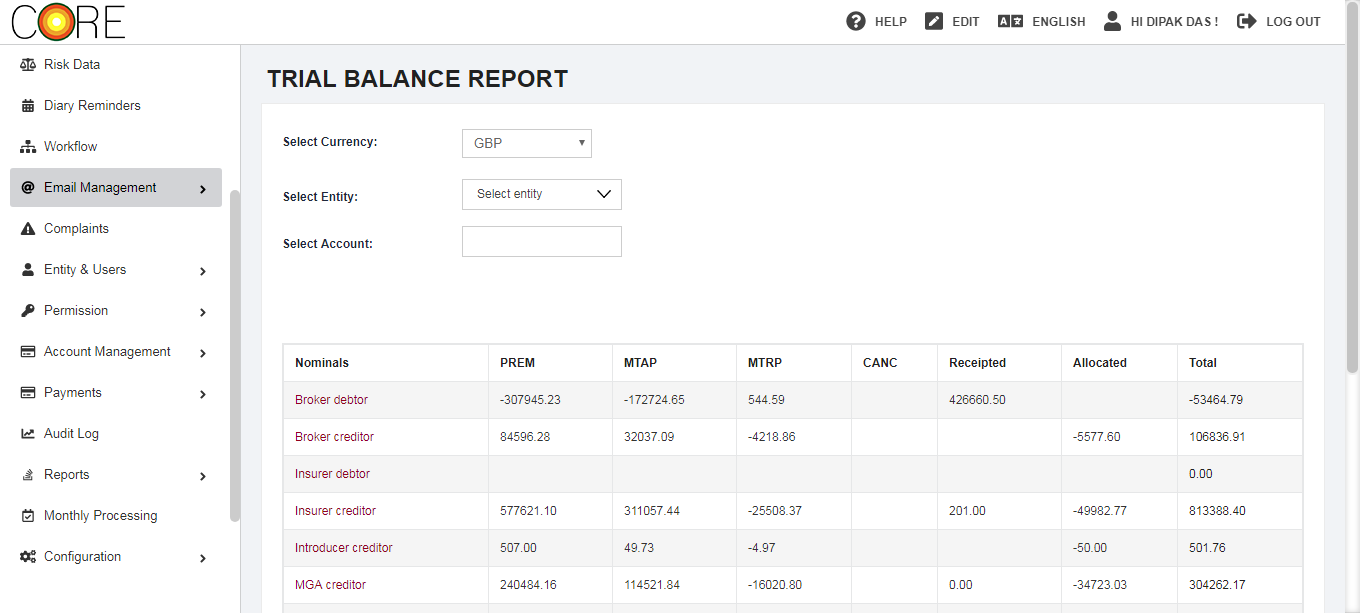 CORE
HELP EDIT ENGLISH HI DIPAK DAS ! LOG OUT
Risk Data
Diary Reminders
Workflow
Email Management
Complaints
Entity & Users
Permission
Account Management
Payments
Audit Log
Reports
Monthly Processing
Configuration
TRIAL BALANCE REPORT
Select Currency: GBP
Select Entity: Select entity
Select Account:
Nominals PREM MTAP MTRP CANC Receipted Allocated Total
Broker debtor -307945.23 -172724.65 544.59 426660.50 -53464.79
Broker creditor 84596.28 32037.09 -4218.86 -5577.60 106836.91
Insurer debtor 0.00
Insurer creditor 577621.10 311057.44 -25508.37 201.00 -49982.77 813388.40
Introducer creditor 507.00 49.73 -4.97 -50.00 501.76
MGA creditor 240484.16 114521.84 -16020.80 0.00 -34723.03 304262.17